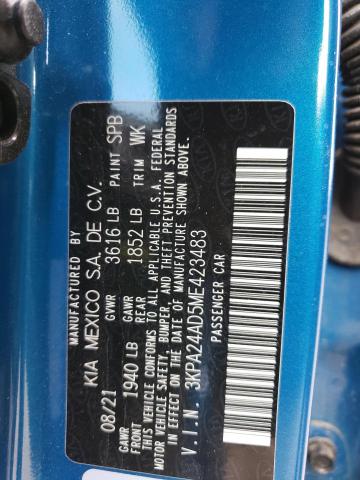 MANUFACTURED BY
KIA MEXICO S.A. DE C.V.
08/21 GVWR 3616 LB PAINT SPB
GAWR 1940 LB GAWR REAR 1852 LB TRIM WK
THIS VEHICLE CONFORMS TO ALL APPLICABLE U.S.A. FEDERAL
MOTOR VEHICLE SAFETY, BUMPER, AND THEFT PREVENTION STANDARDS
IN EFFECT ON THE DATE OF MANUFACTURE SHOWN ABOVE.
V.I.N. 3KPA24AD5ME423483
PASSENGER CAR